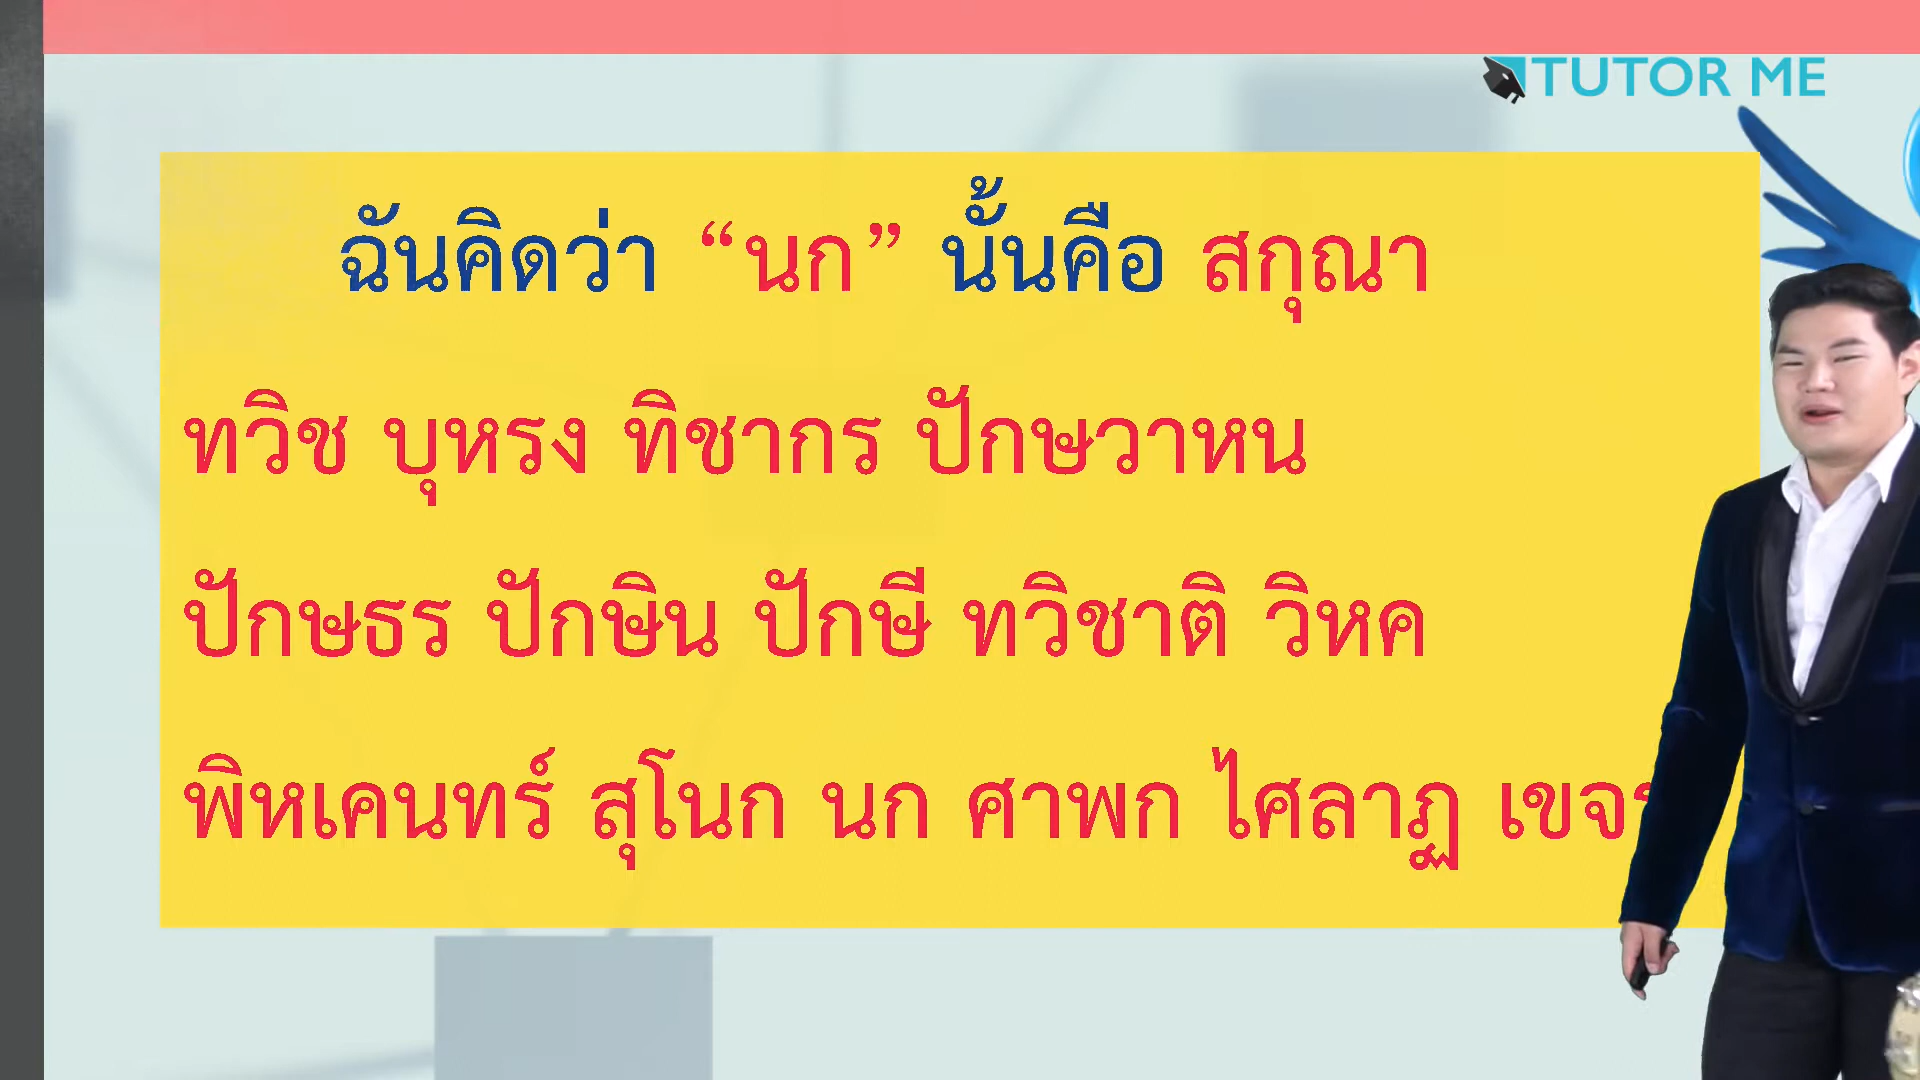 TUTOR ME
ฉันคิดว่า “นก” นั้นคือ สกุณา
ทวิช บุหรง ทิชากร ปักษวาหน
ปักษธร ปักษิน ปักษี ทวิชาติ วิหค
พิหเคนทร์ สุโนก นก ศาพก ไศลาฏ